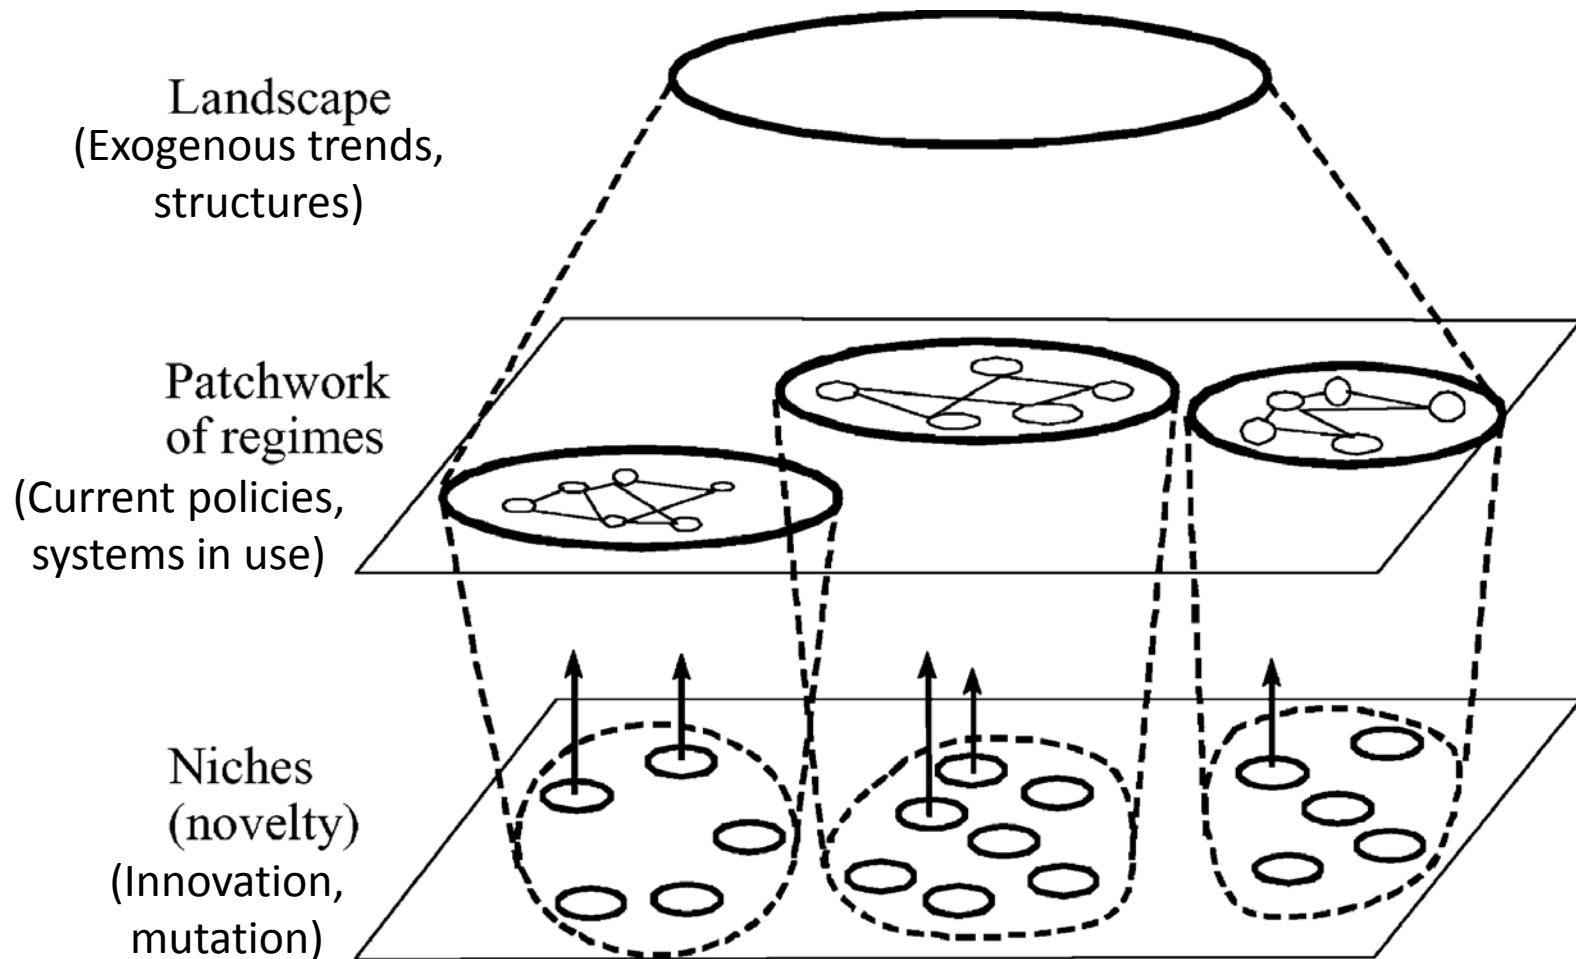 Landscape
(Exogenous trends,
structures)
Patchwork
of regimes
(Current policies,
systems in use)
Niches
(novelty)
(Innovation,
mutation)